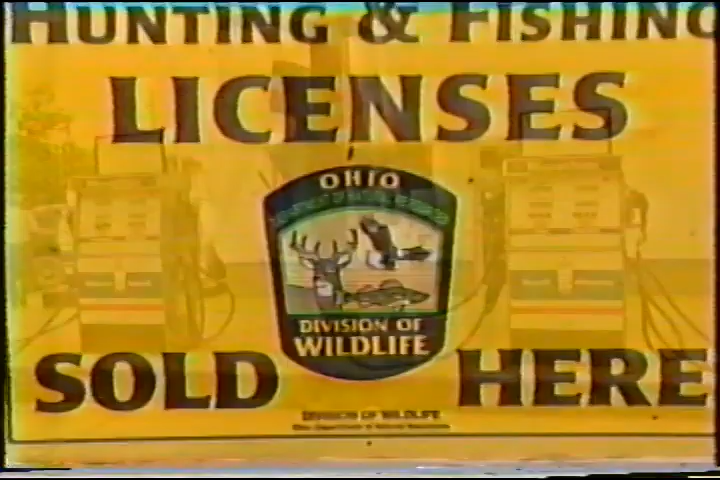 HUNTING & FISHING
LICENSES
OHIO
DIVISION OF
WILDLIFE
SOLD HERE
DIVISION OF WILDLIFE